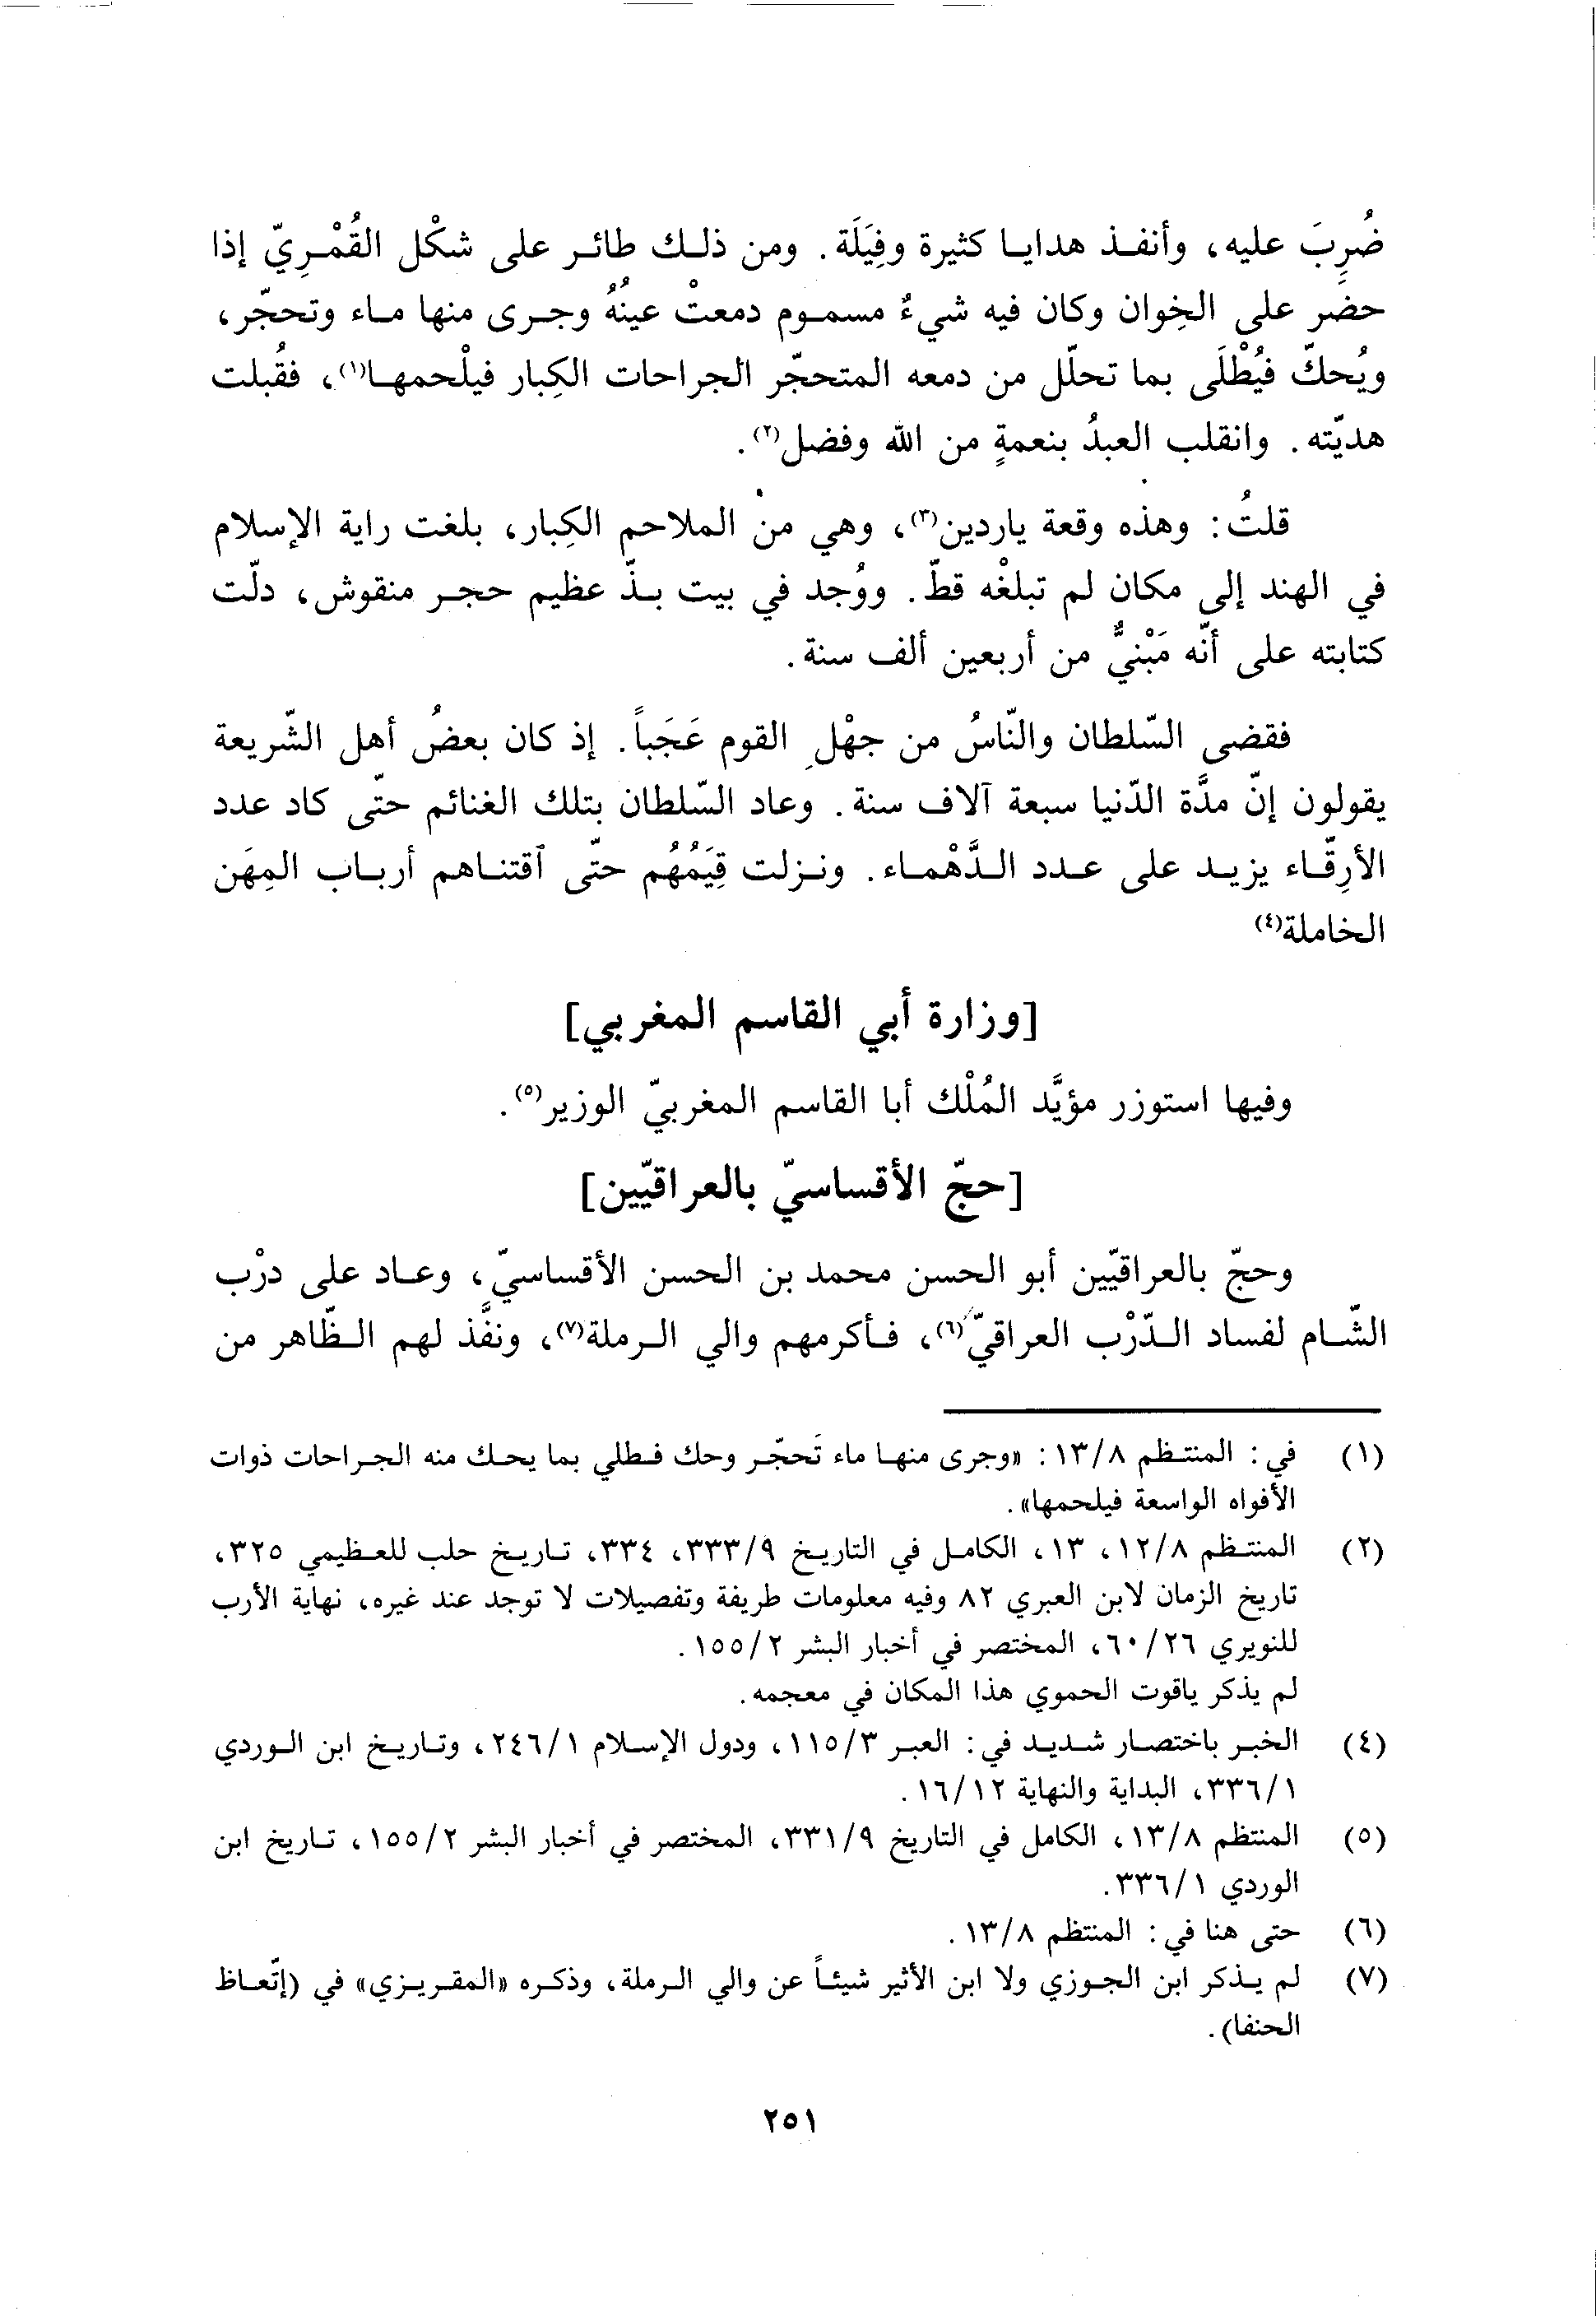 ضُرِبَ عليه، وأنفذ هدايا كثيرة وفِيَلَة. ومن ذلك طائر على شكْل القُمْرِيّ إذا
حضر على الخِوان وكان فيه شيءٌ مسموم دمعتْ عينُهُ وجرى منها ماء وتحجّر،
ويُحكّ فيُطْلَى بما تحلّل من دمعه المتحجّر الجراحات الكِبار فيلْحمها(١)، فقُبلت
هديّته. وانقلب العبدُ بنعمةٍ من الله وفضل(٢).
قلتُ: وهذه وقعة ياردين(٣)، وهي منْ الملاحم الكِبار، بلغت راية الإسلام
في الهند إلى مكان لم تبلغْه قطّ. ووُجد في بيت بذّ عظيم حجر منقوش، دلّت
كتابته على أنّه مَبْنيٌّ من أربعين ألف سنة.
فقضى السّلطان والنّاسُ من جهْلِ القوم عَجَباً. إذ كان بعضُ أهل الشّريعة
يقولون إنّ مدَّة الدّنيا سبعة آلاف سنة. وعاد السّلطان بتلك الغنائم حتّى كاد عدد
الأرِقّاء يزيد على عدد الدَّهْماء. ونزلت قِيَمُهُم حتّى ٱقتناهم أرباب المِهَن
الخاملة(٤)
[وزارة أبي القاسم المغربي]
وفيها استوزر مؤيَّد المُلْك أبا القاسم المغربيّ الوزير(٥).
[حجّ الأقساسيّ بالعراقيّين]
وحجّ بالعراقيّين أبو الحسن محمد بن الحسن الأقساسيّ، وعاد على درْب
الشّام لفساد الدّرْب العراقيّ(٦)، فأكرمهم والي الرملة(٧)، ونفَّذ لهم الظّاهر من
(١) في: المنتظم ١٣/٨: «وجرى منها ماء تَحجّر وحك فطلي بما يحك منه الجراحات ذوات
الأفواه الواسعة فيلحمها».
(٢) المنتظم ١٢/٨، ١٣، الكامل في التاريخ ٣٣٣/٩، ٣٣٤، تاريخ حلب للعظيمي ٣٢٥،
تاريخ الزمان لابن العبري ٨٢ وفيه معلومات طريفة وتفصيلات لا توجد عند غيره، نهاية الأرب
للنويري ٦٠/٢٦، المختصر في أخبار البشر ١٥٥/٢.
لم يذكر ياقوت الحموي هذا المكان في معجمه.
(٤) الخبر باختصار شديد في: العبر ١١٥/٣، ودول الإسلام ٢٤٦/١، وتاريخ ابن الوردي
٣٣٦/١، البداية والنهاية ١٦/١٢.
(٥) المنتظم ١٣/٨، الكامل في التاريخ ٣٣١/٩، المختصر في أخبار البشر ١٥٥/٢، تاريخ ابن
الوردي ٣٣٦/١.
(٦) حتى هنا في: المنتظم ١٣/٨.
(٧) لم يذكر ابن الجوزي ولا ابن الأثير شيئاً عن والي الرملة، وذكره «المقريزي» في (إتّعاظ
الحنفا).
٢٥١